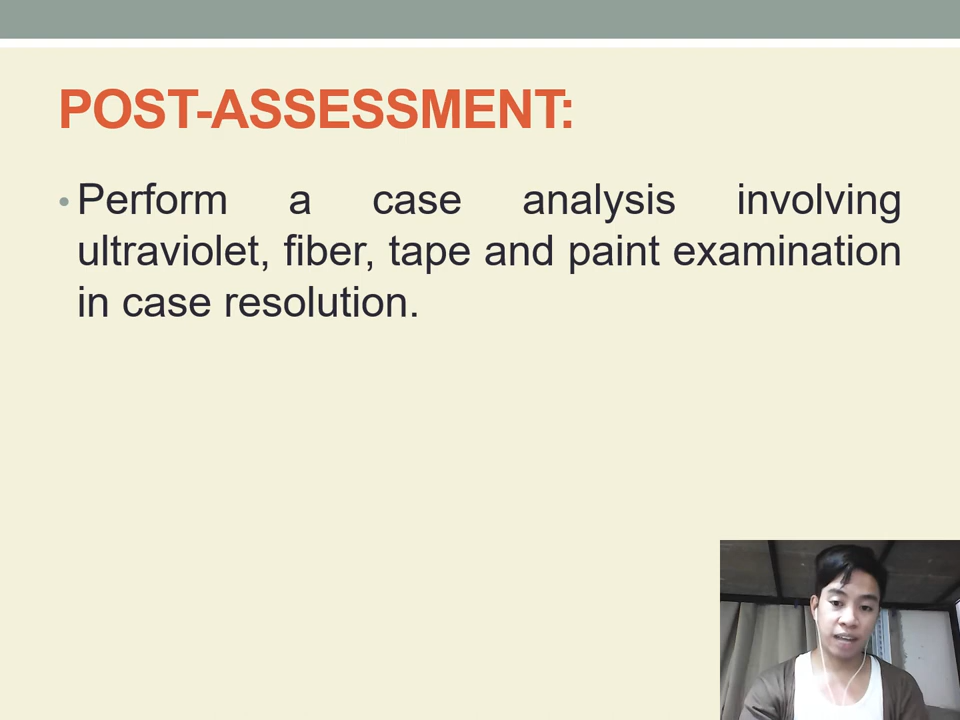 POST-ASSESSMENT:
• Perform a case analysis involving
ultraviolet, fiber, tape and paint examination
in case resolution.